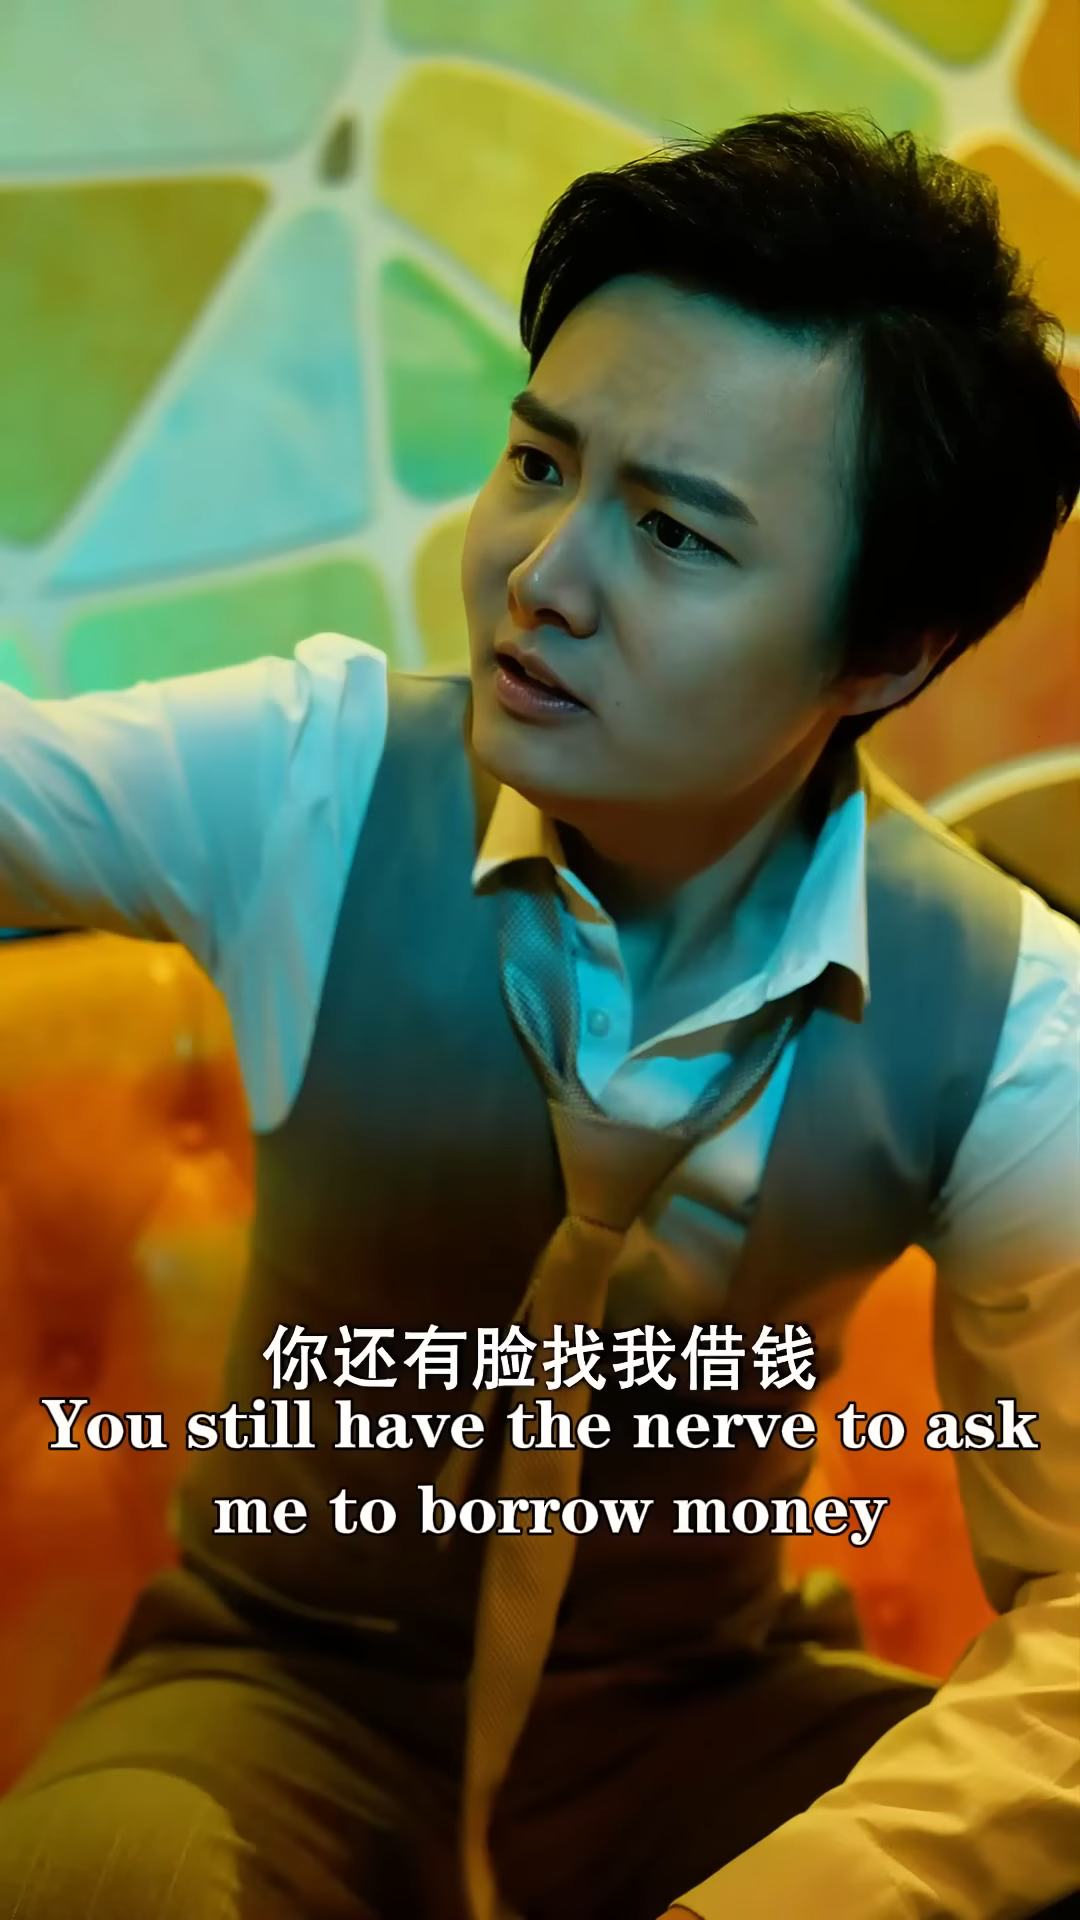 你还有脸找我借钱
You still have the nerve to ask
me to borrow money